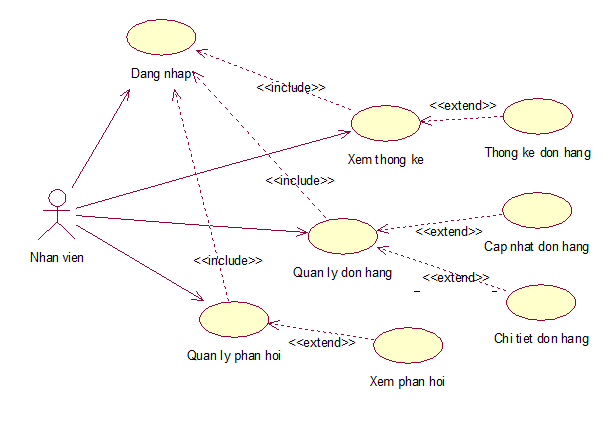 Dang nhap
<<include>>
<<extend>>
Xem thong ke
Thong ke don hang
<<include>>
Nhan vien
<<extend>>
Cap nhat don hang
<<include>>
Quan ly don hang
<<extend>>
Chi tiet don hang
<<extend>>
Quan ly phan hoi
Xem phan hoi